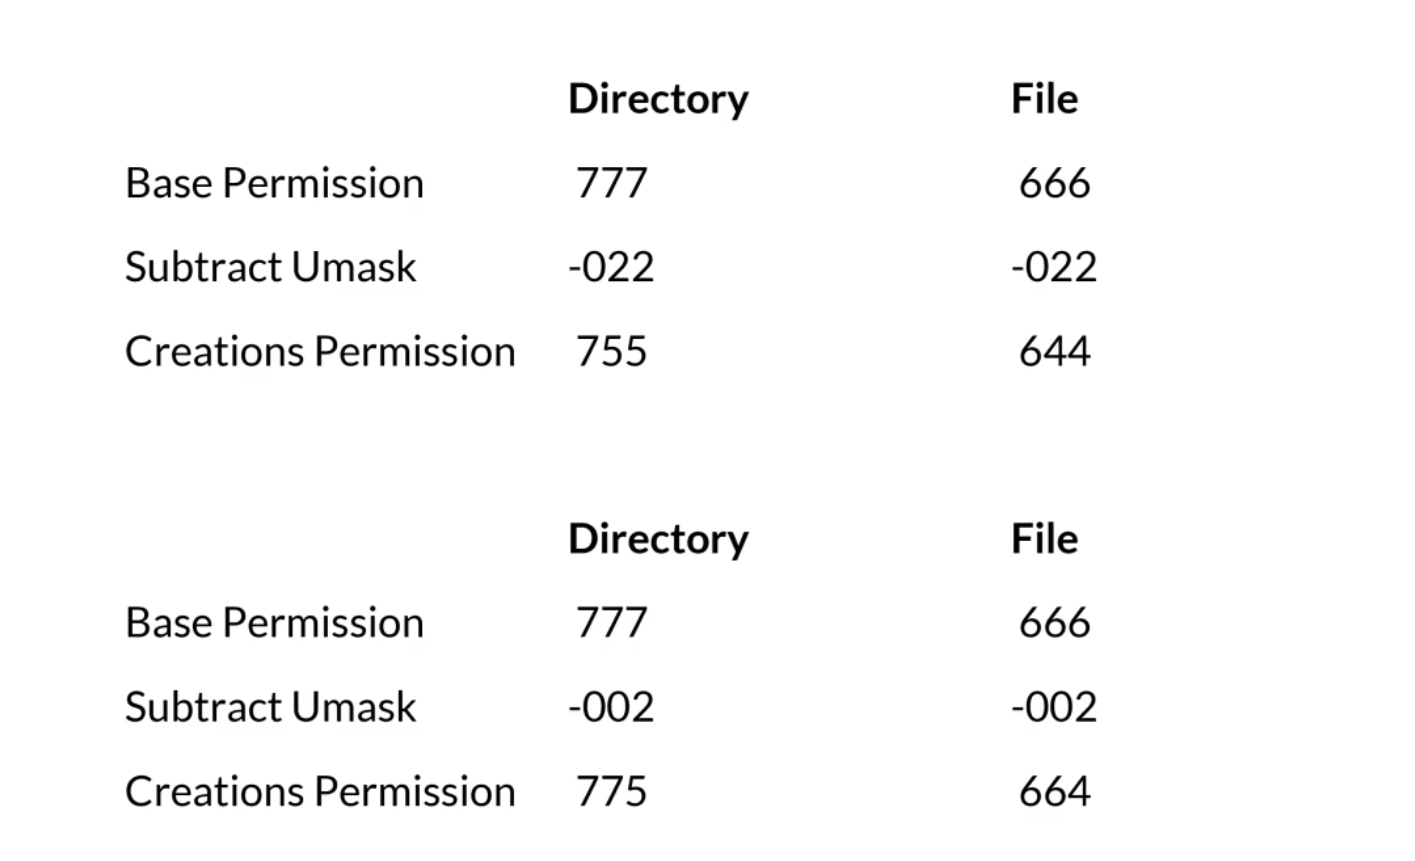 Directory File
Base Permission 777 666
Subtract Umask -022 -022
Creations Permission 755 644
Directory File
Base Permission 777 666
Subtract Umask -002 -002
Creations Permission 775 664